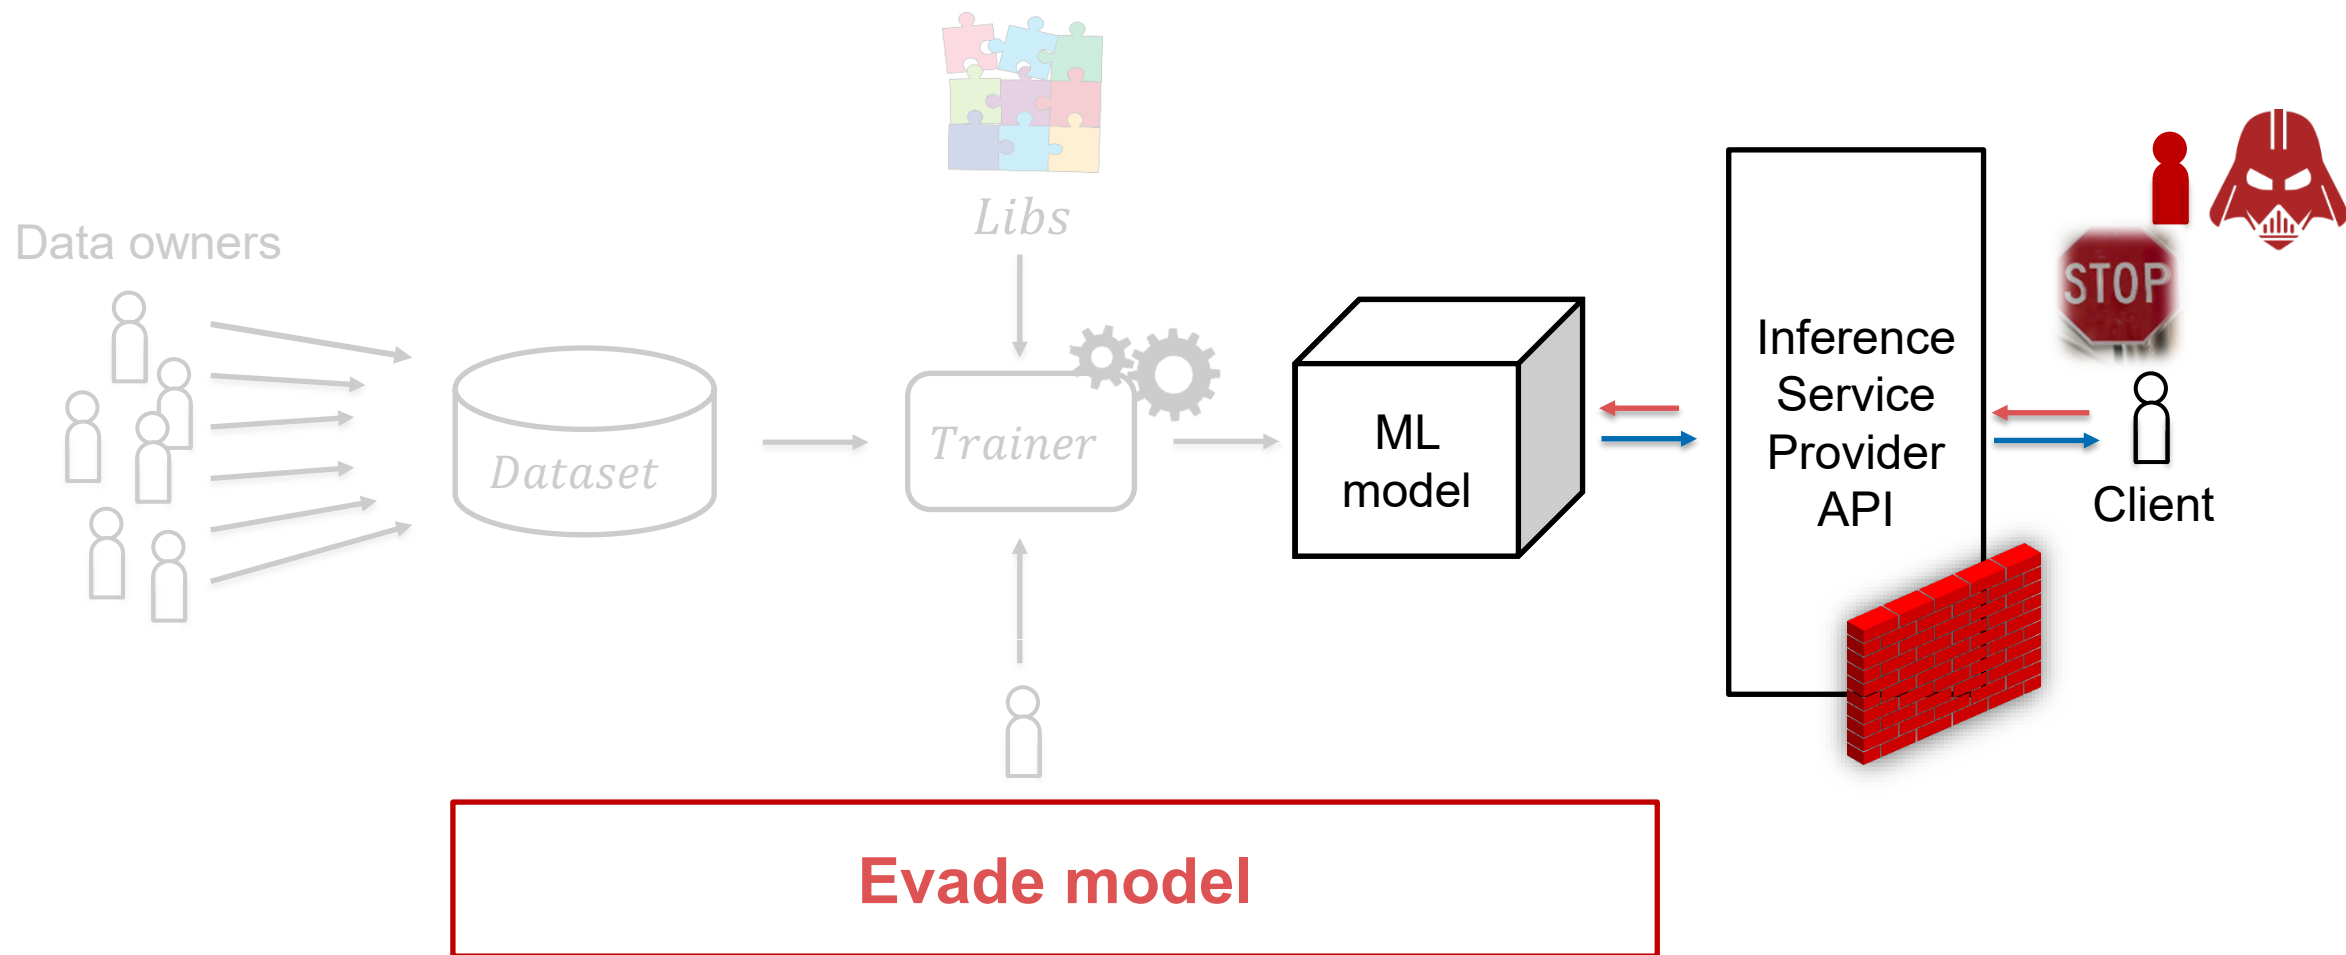 Libs
Data owners
STOP
Inference
Service
Provider
API
ML
model
Trainer
Dataset
Client
Evade model